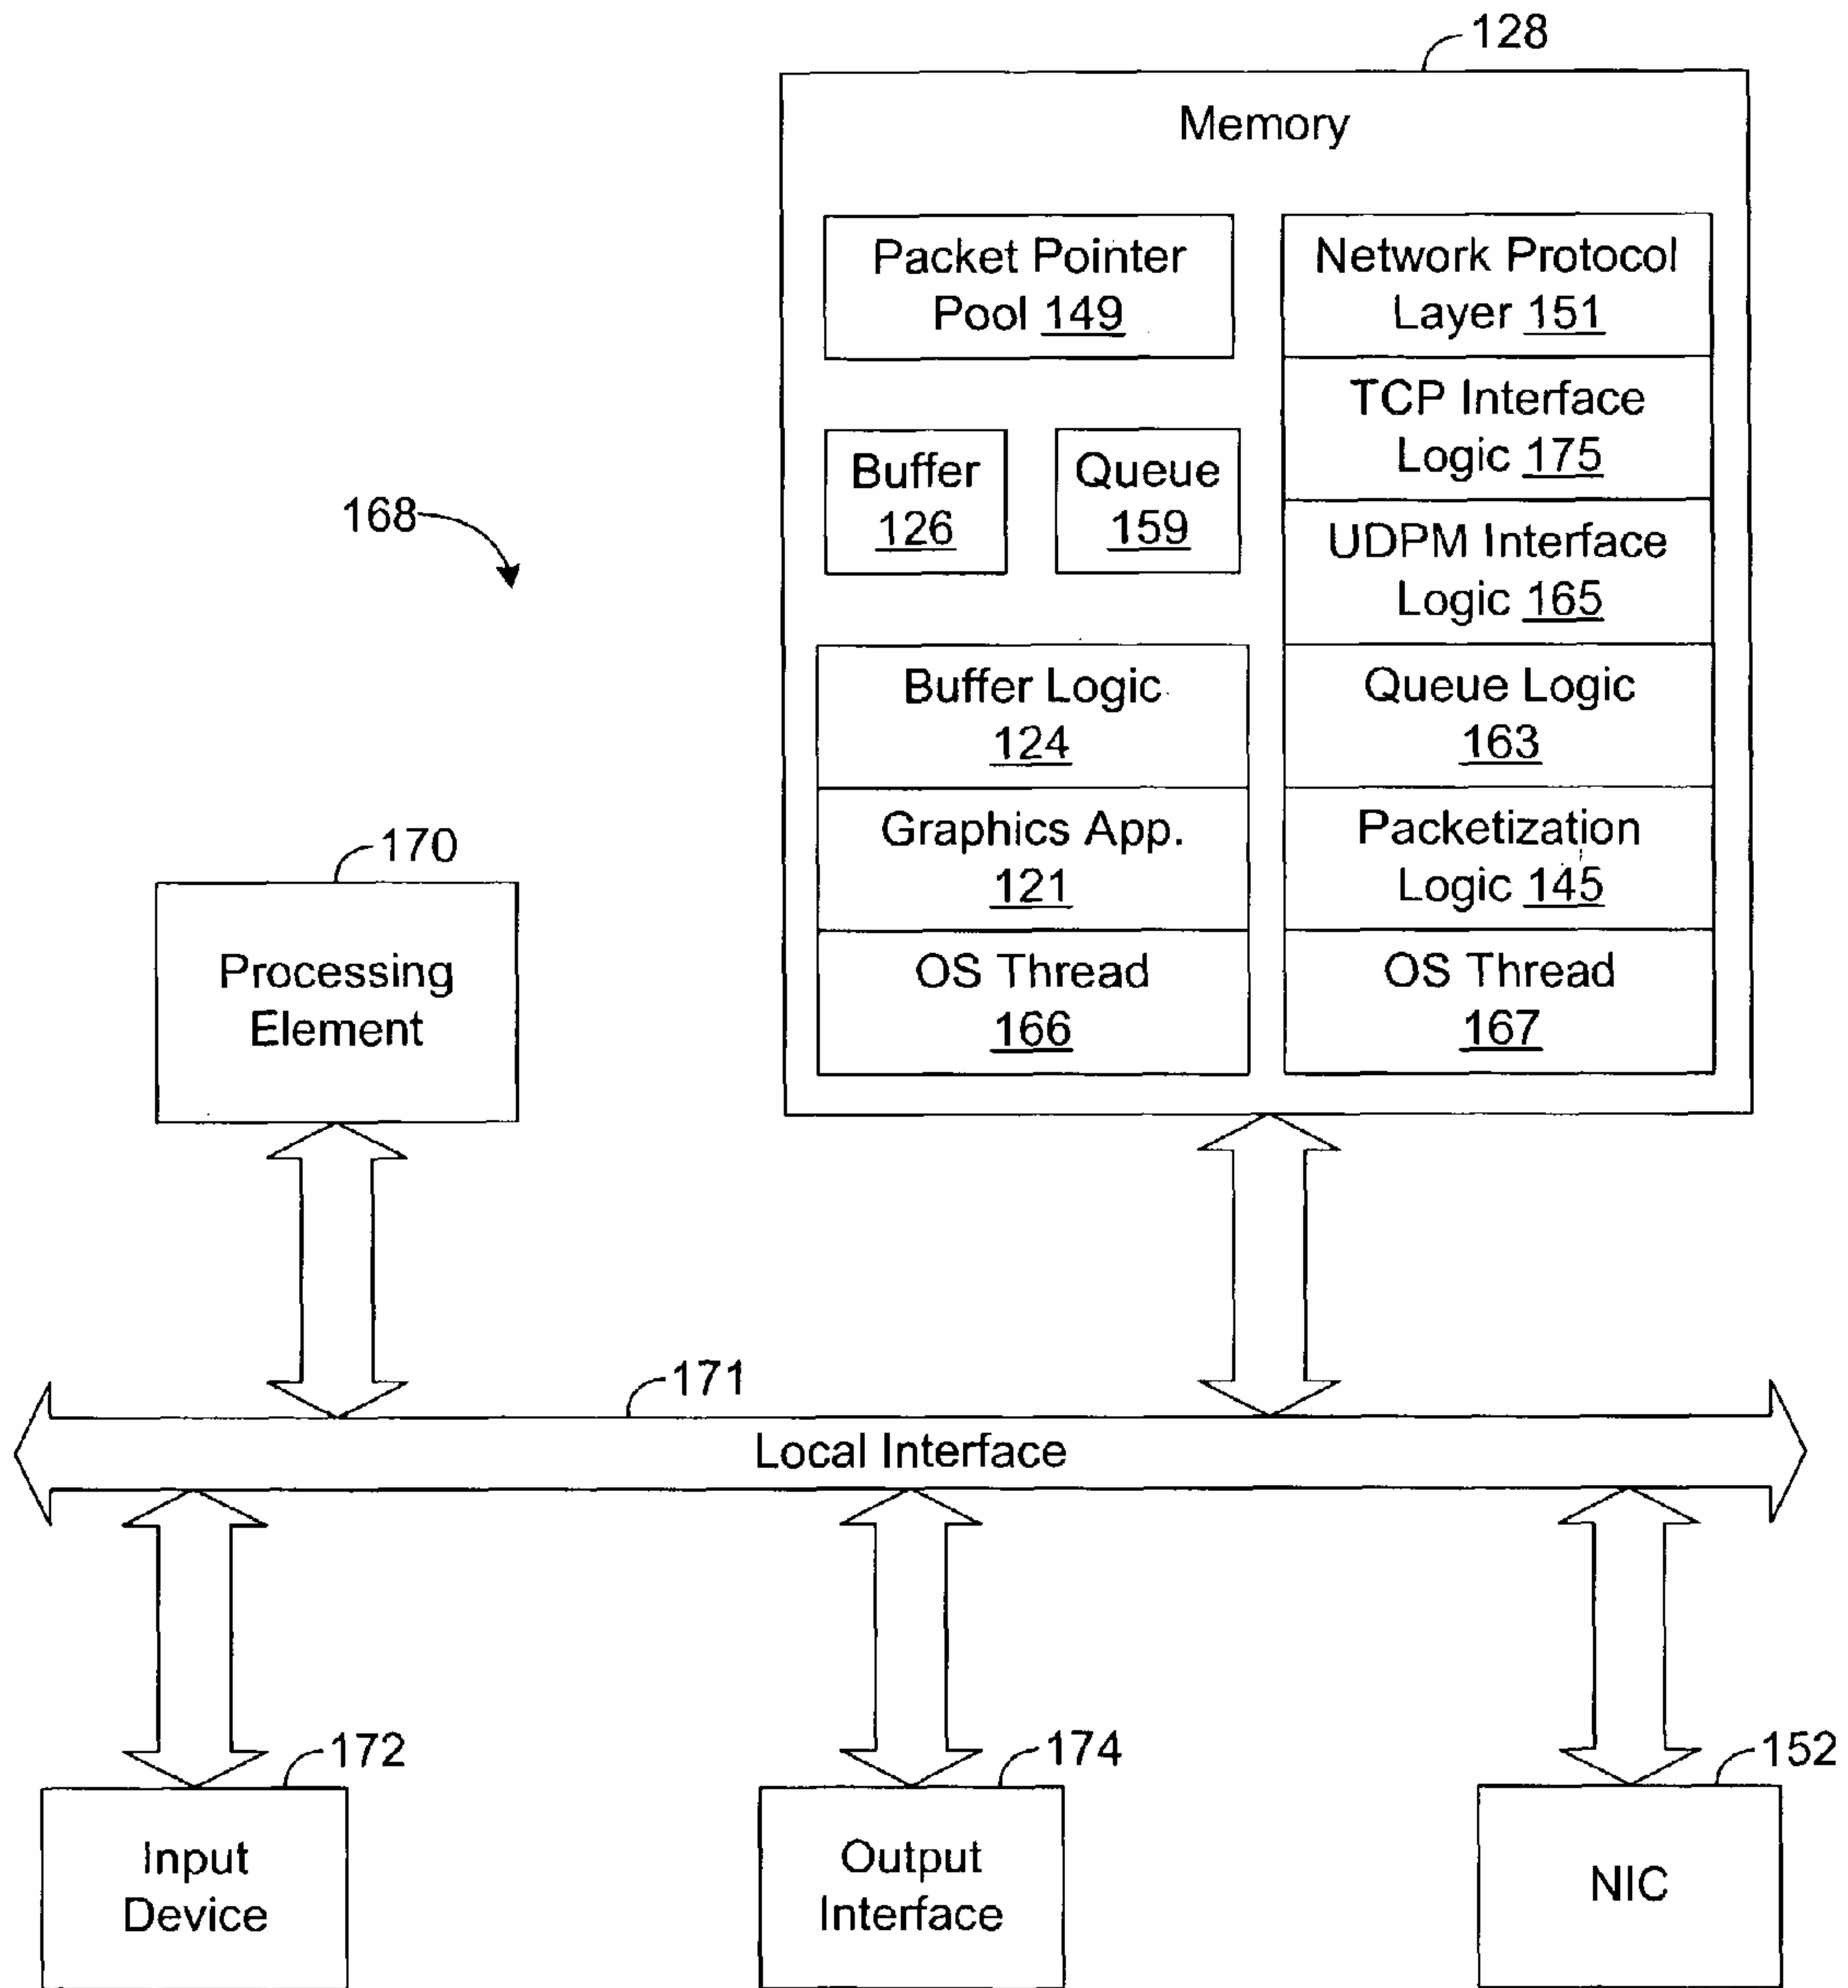 128
Memory
Packet Pointer
Pool 149
Network Protocol
Layer 151
TCP Interface
Logic 175
Buffer
126
Queue
159
168
UDPM Interface
Logic 165
Buffer Logic
124
Queue Logic
163
Graphics App.
121
Packetization
Logic 145
OS Thread
166
OS Thread
167
170
Processing
Element
171
Local Interface
172
Input
Device
174
Output
Interface
152
NIC